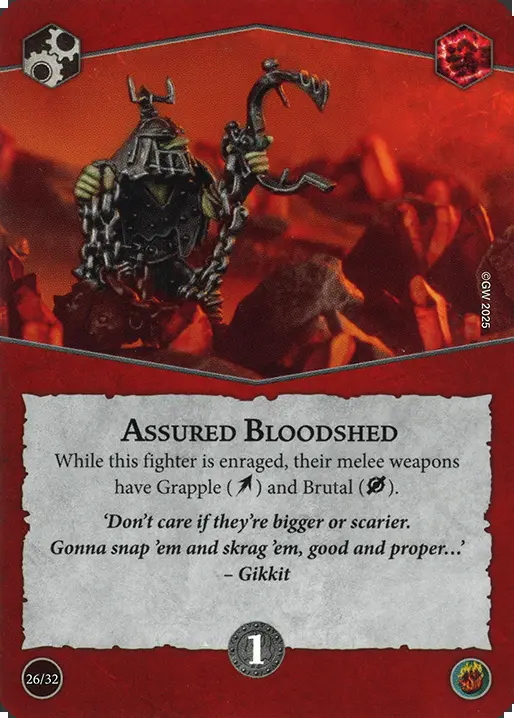 ©GW 2025
ASSURED BLOODSHED
While this fighter is enraged, their melee weapons
have Grapple ( ) and Brutal ( ).
‘Don’t care if they’re bigger or scarier.
Gonna snap ’em and skrag ’em, good and proper…’
– Gikkit
1
26/32